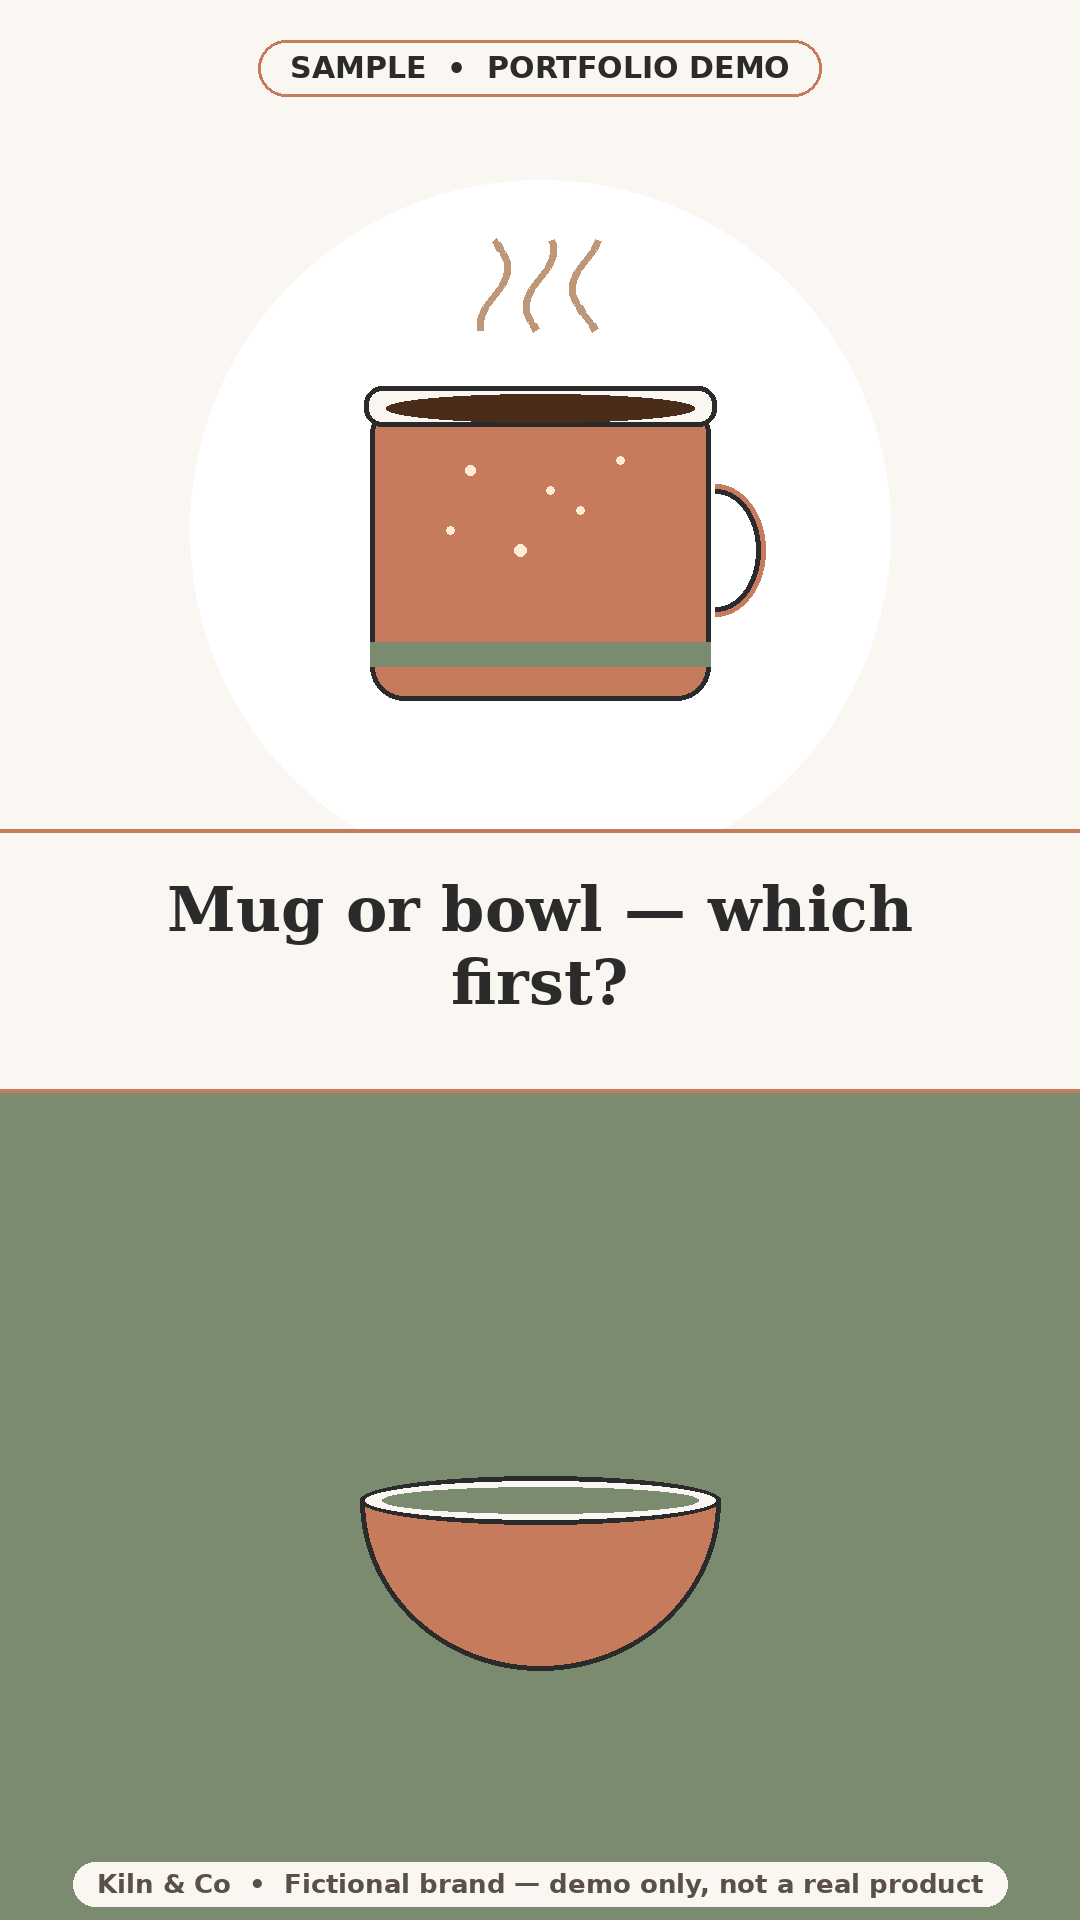 SAMPLE • PORTFOLIO DEMO
Mug or bowl — which
first?
Kiln & Co • Fictional brand — demo only, not a real product